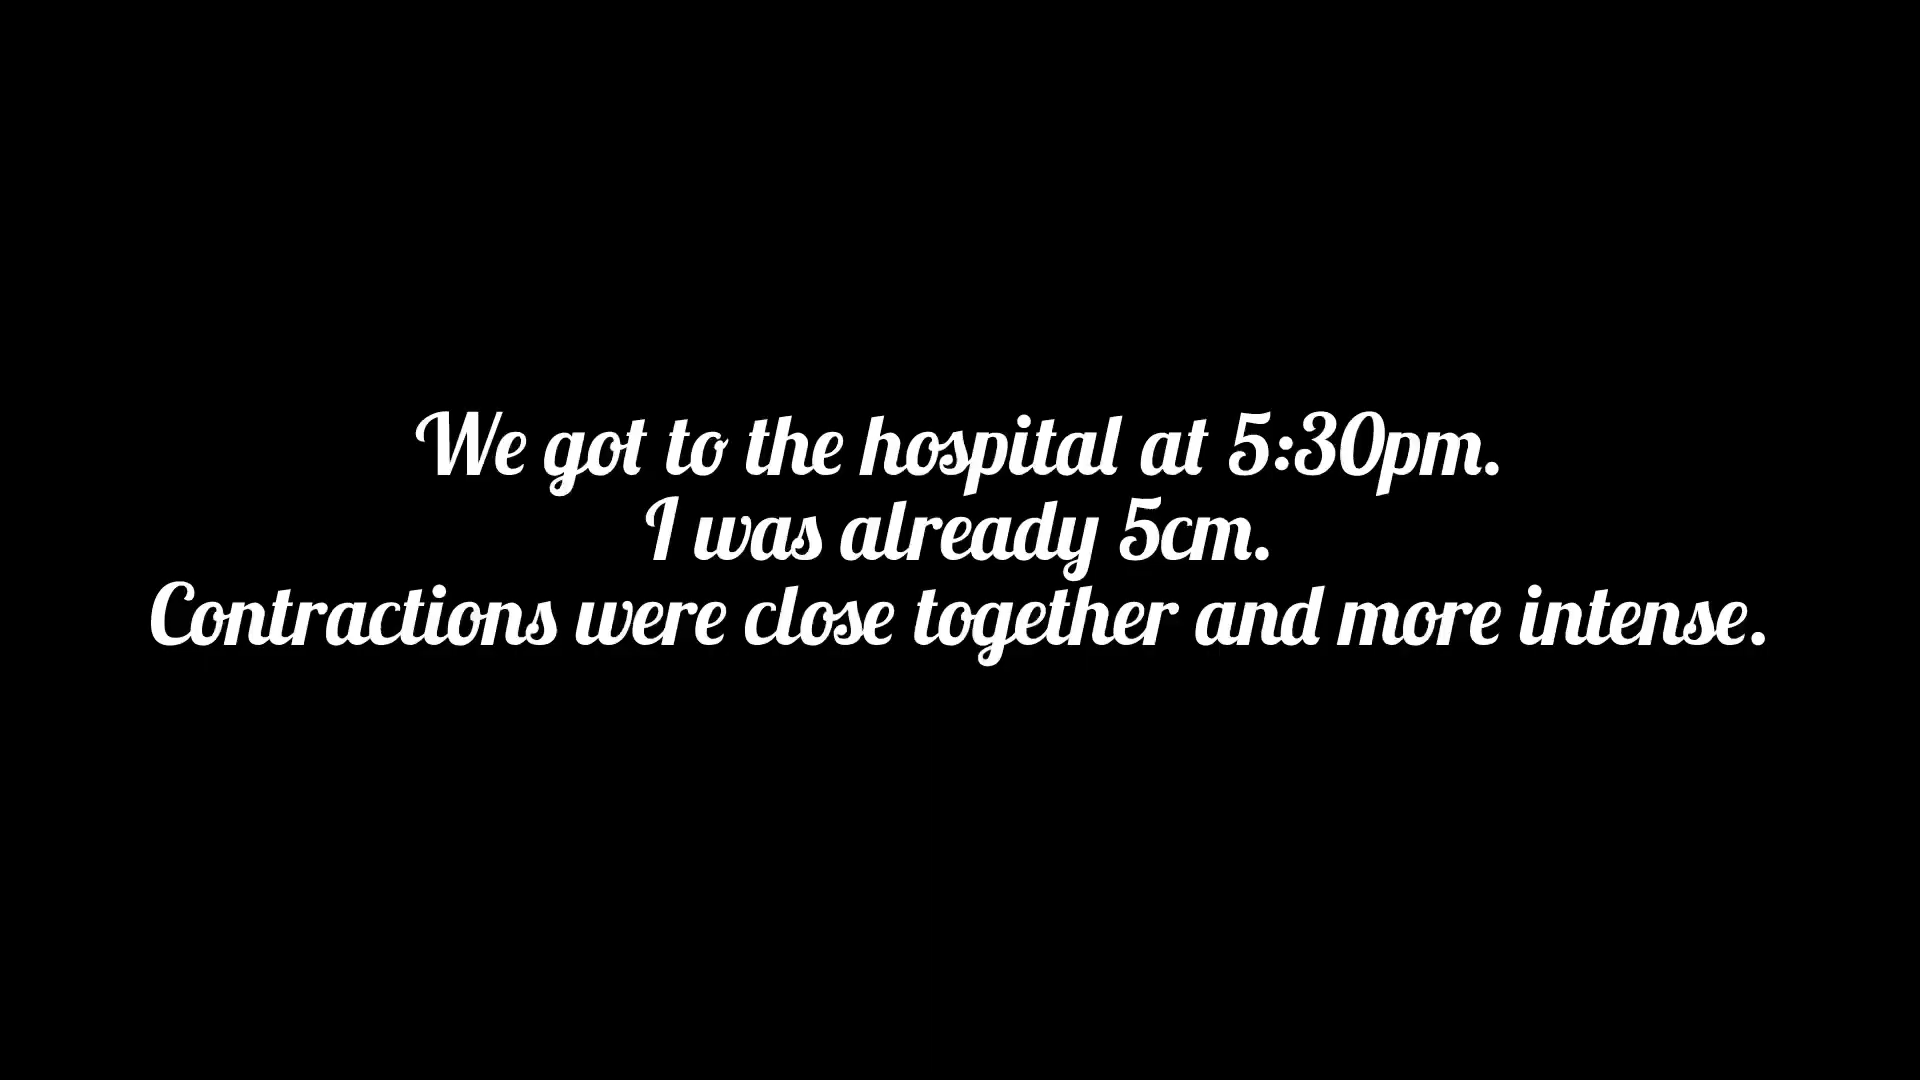 We got to the hospital at 5:30pm.
I was already 5cm.
Contractions were close together and more intense.